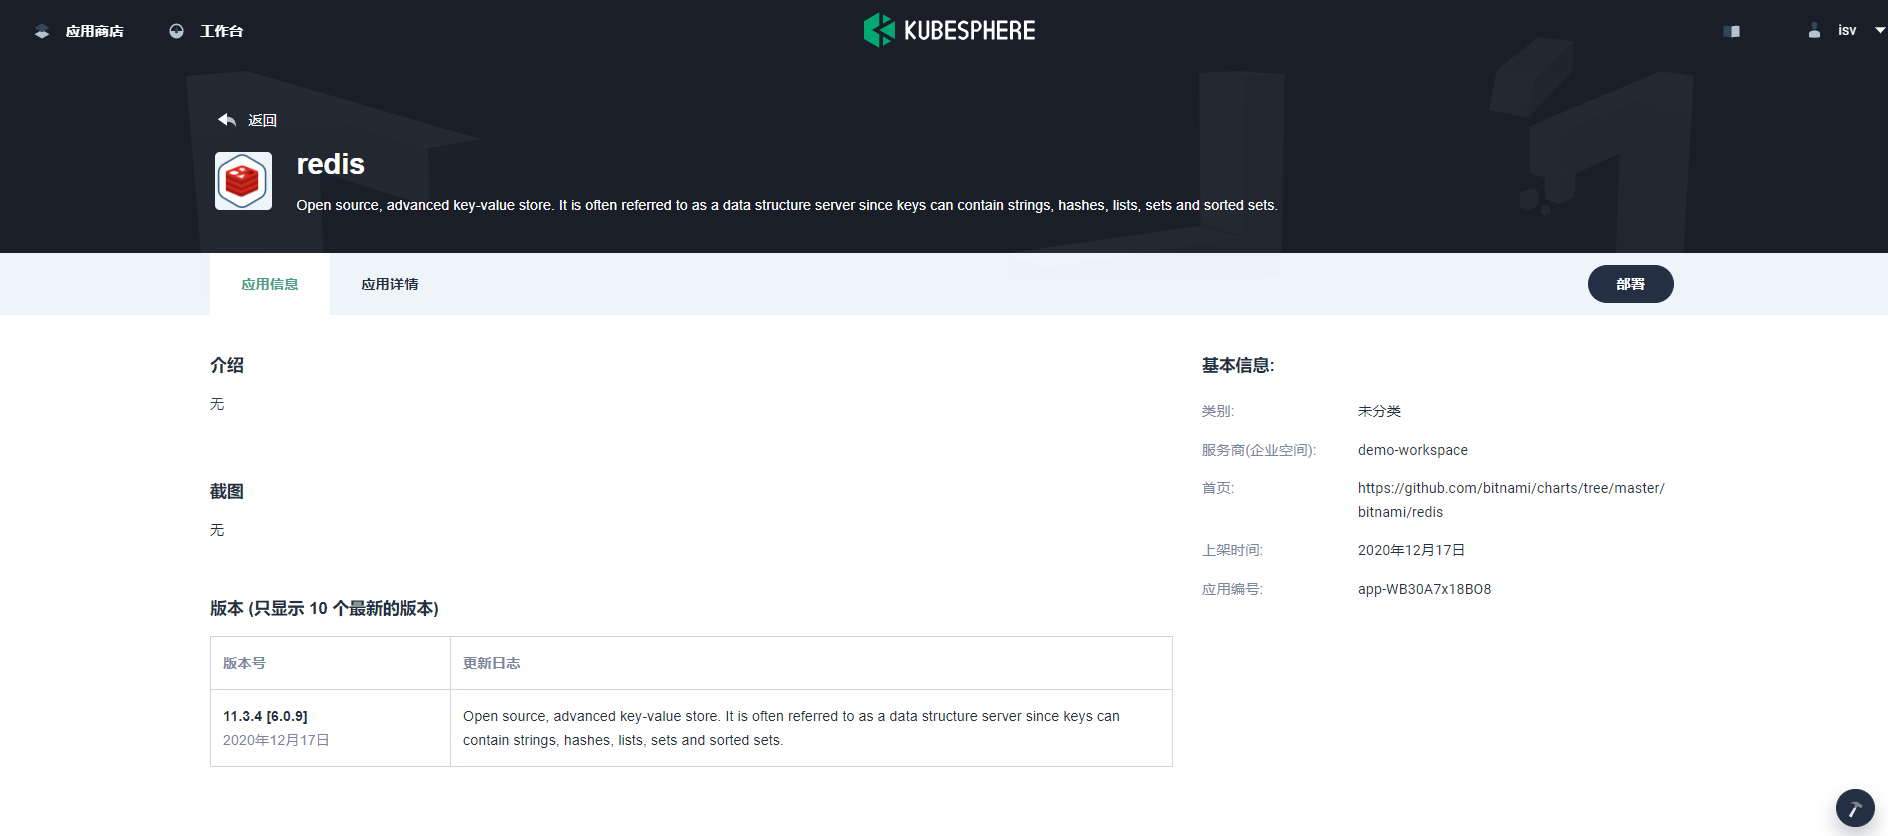 应用商店
工作台
KUBESPHERE
isv
返回
redis
Open source, advanced key-value store. It is often referred to as a data structure server since keys can contain strings, hashes, lists, sets and sorted sets.
应用信息
应用详情
部署
介绍
无
截图
无
版本 (只显示 10 个最新的版本)
版本号
更新日志
11.3.4 [6.0.9]
2020年12月17日
Open source, advanced key-value store. It is often referred to as a data structure server since keys can
contain strings, hashes, lists, sets and sorted sets.
基本信息:
类别:
未分类
服务商(企业空间):
demo-workspace
首页:
https://github.com/bitnami/charts/tree/master/
bitnami/redis
上架时间:
2020年12月17日
应用编号:
app-WB30A7x18BO8